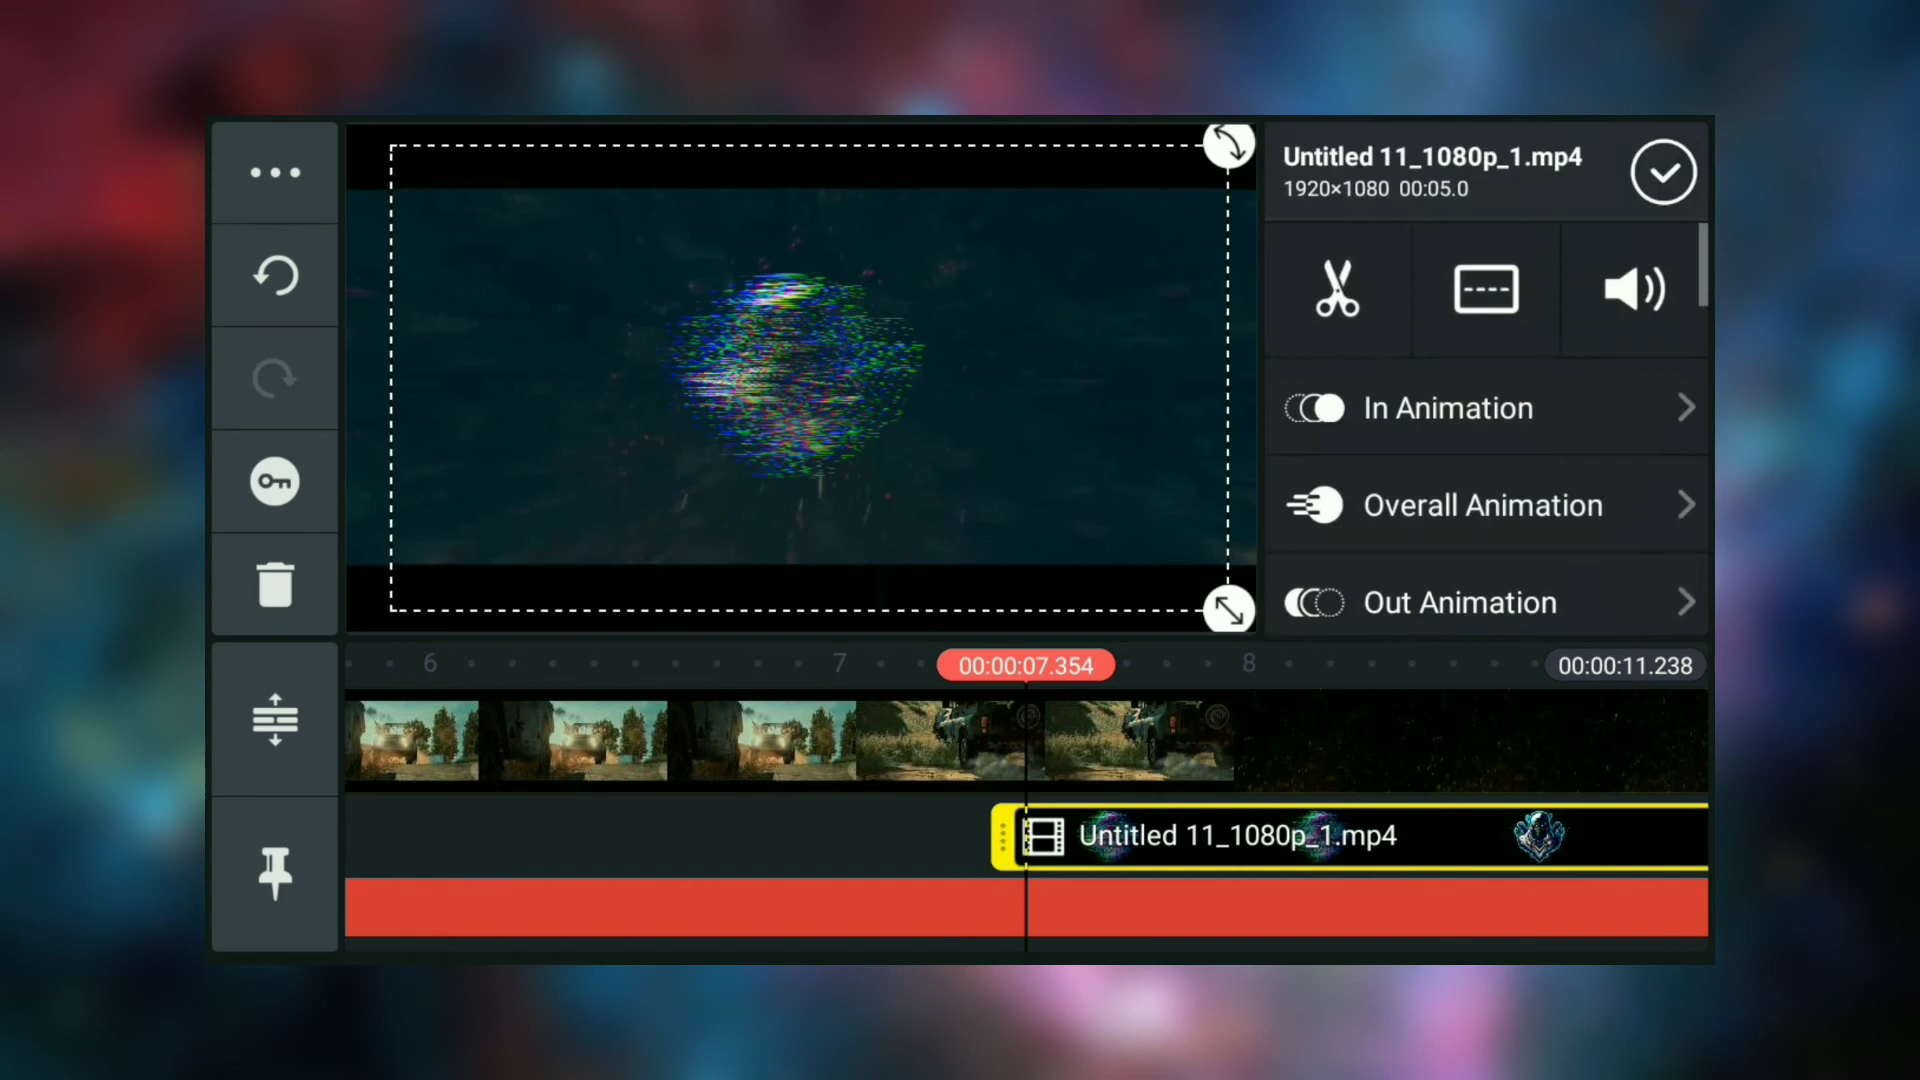 Untitled 11_1080p_1.mp4
1920×1080 00:05.0
In Animation
Overall Animation
Out Animation
6
7
00:00:07.354
8
00:00:11.238
Untitled 11_1080p_1.mp4